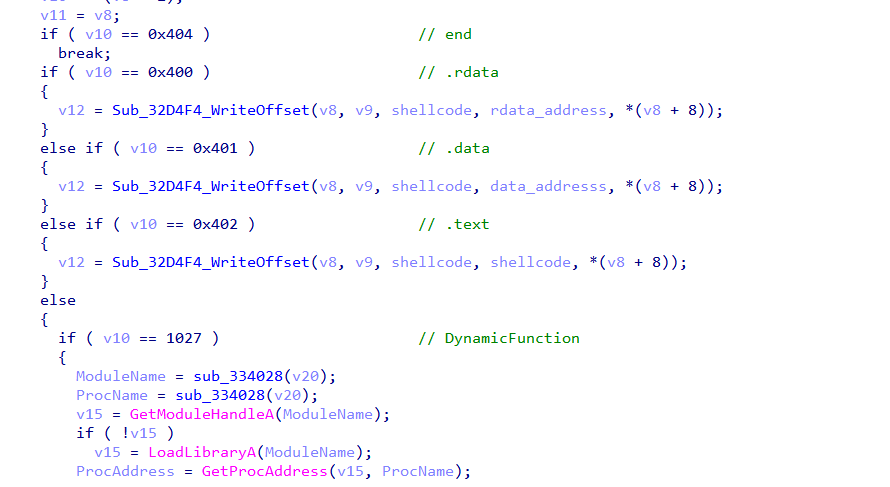 v11 = v8;
if ( v10 == 0x404 ) // end
break;
if ( v10 == 0x400 ) // .rdata
{
v12 = Sub_32D4F4_WriteOffset(v8, v9, shellcode, rdata_address, *(v8 + 8));
}
else if ( v10 == 0x401 ) // .data
{
v12 = Sub_32D4F4_WriteOffset(v8, v9, shellcode, data_addresss, *(v8 + 8));
}
else if ( v10 == 0x402 ) // .text
{
v12 = Sub_32D4F4_WriteOffset(v8, v9, shellcode, shellcode, *(v8 + 8));
}
else
{
if ( v10 == 1027 ) // DynamicFunction
{
ModuleName = sub_334028(v20);
ProcName = sub_334028(v20);
v15 = GetModuleHandleA(ModuleName);
if ( !v15 )
v15 = LoadLibraryA(ModuleName);
ProcAddress = GetProcAddress(v15, ProcName);